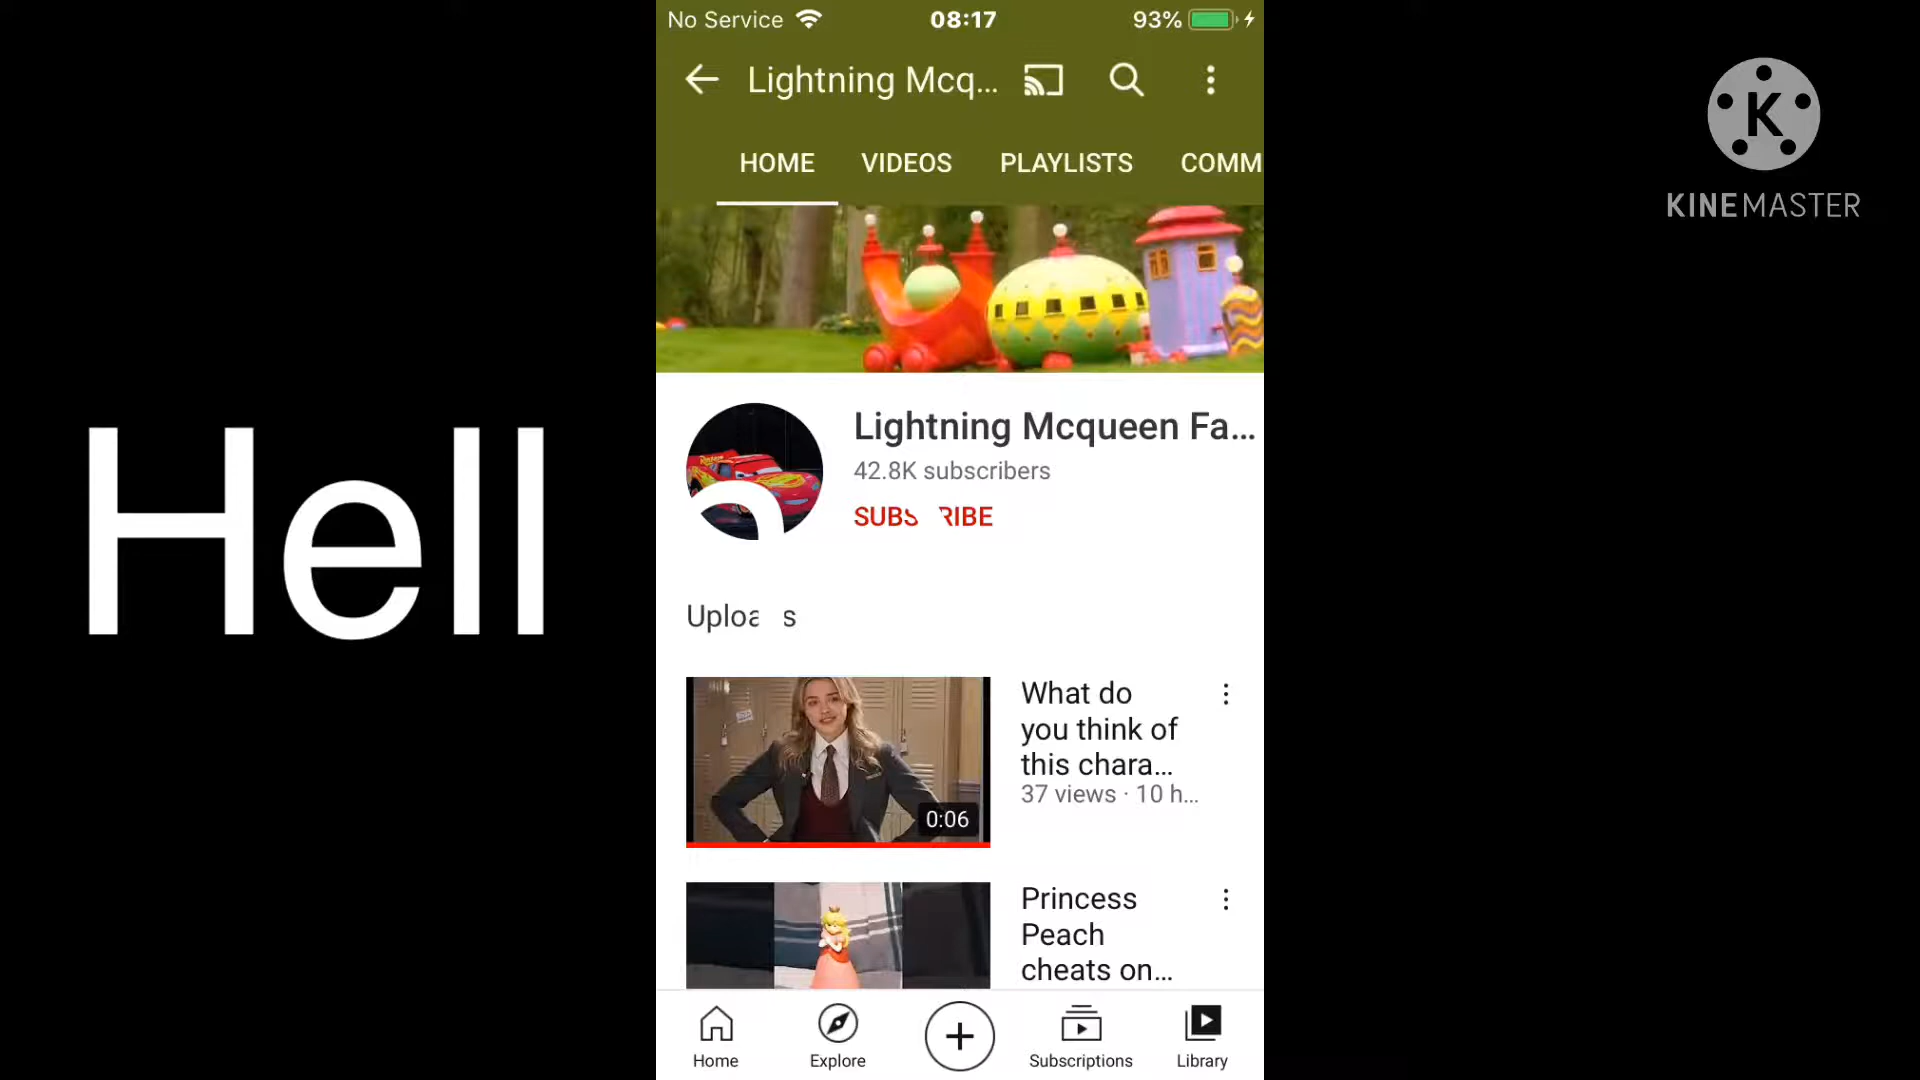 No Service 08:17 93%
Lightning Mcq...
HOME VIDEOS PLAYLISTS COMM
K
KINEMASTER
Hell
Lightning Mcqueen Fa...
42.8K subscribers
SUBS RIBE
Uploa s
What do
you think of
this chara...
37 views · 10 h...
0:06
Princess
Peach
cheats on...
Home Explore Subscriptions Library